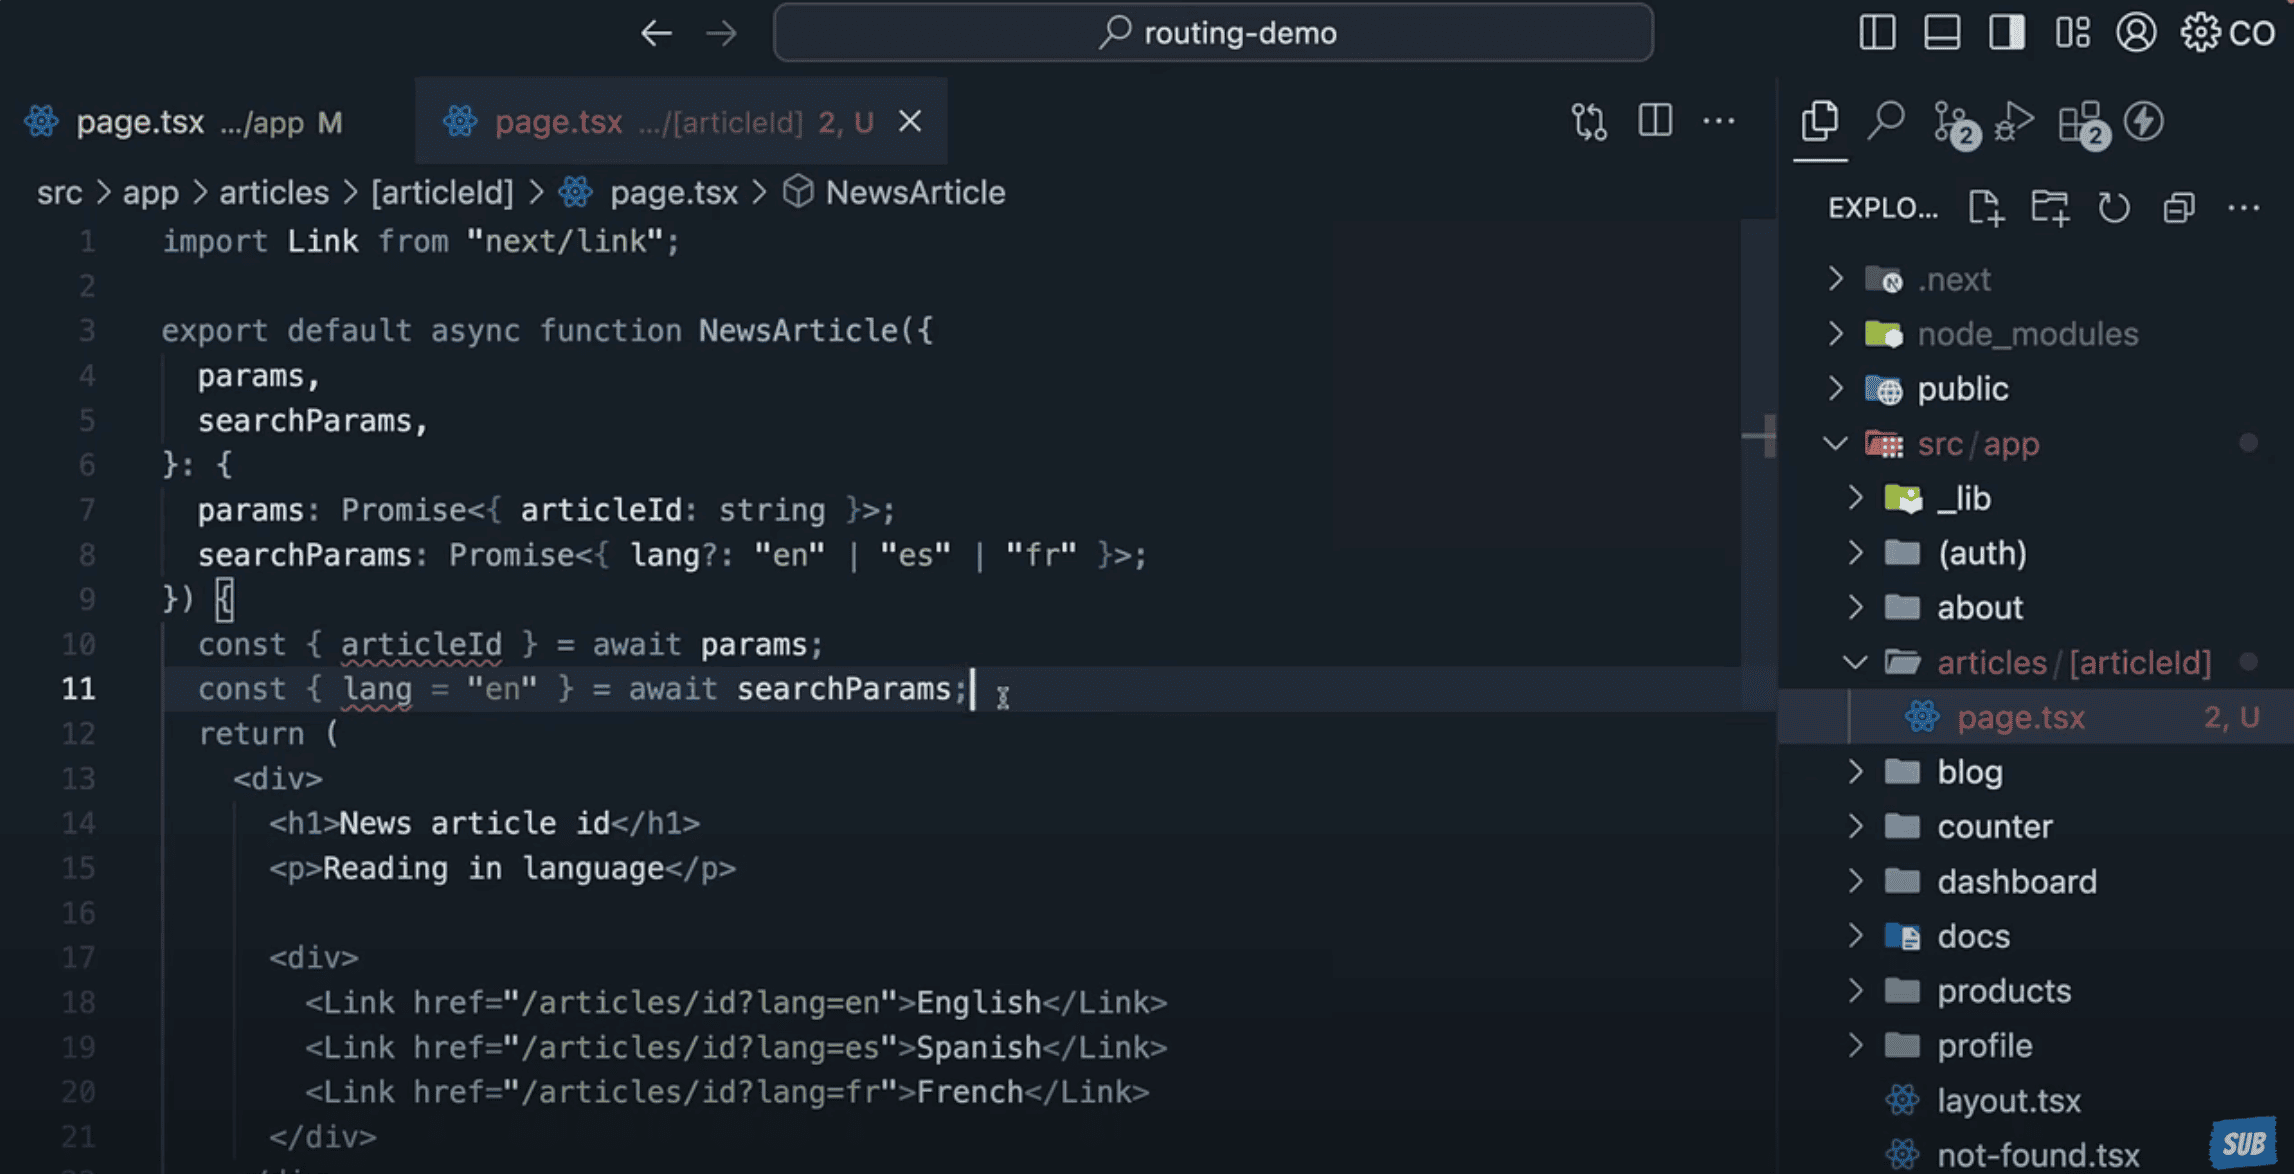 routing-demo
CO
page.tsx .../app M
page.tsx .../[articleId] 2, U
src > app > articles > [articleId] > page.tsx > NewsArticle
1 import Link from "next/link";
2
3 export default async function NewsArticle({
4   params,
5   searchParams,
6 }: {
7   params: Promise<{ articleId: string }>;
8   searchParams: Promise<{ lang?: "en" | "es" | "fr" }>;
9 }) {
10   const { articleId } = await params;
11   const { lang = "en" } = await searchParams;
12   return (
13     <div>
14       <h1>News article id</h1>
15       <p>Reading in language</p>
16
17       <div>
18         <Link href="/articles/id?lang=en">English</Link>
19         <Link href="/articles/id?lang=es">Spanish</Link>
20         <Link href="/articles/id?lang=fr">French</Link>
21       </div>
2
2
EXPLO...
.next
node_modules
public
src/app
_lib
(auth)
about
articles/[articleId]
page.tsx 2, U
blog
counter
dashboard
docs
products
profile
layout.tsx
not-found.tsx
SUB